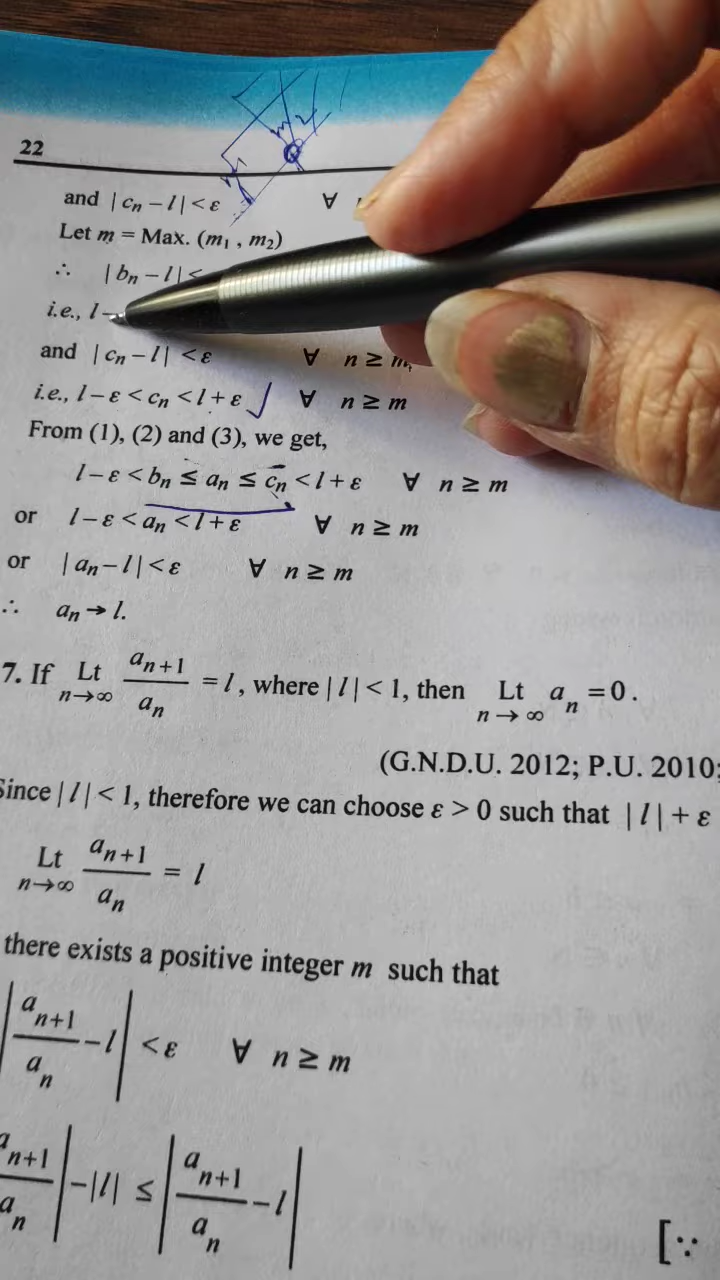 22
and | cn – l | < ε ∀
Let m = Max. (m1 , m2)
∴ | bn – l | <
i.e., l –
and | cn – l | < ε ∀ n ≥ m,
i.e., l – ε < cn < l + ε ∀ n ≥ m
From (1), (2) and (3), we get,
l – ε < bn ≤ an ≤ cn < l + ε ∀ n ≥ m
or l – ε < an < l + ε ∀ n ≥ m
or | an – l | < ε ∀ n ≥ m
∴ an → l.
7. If Lt n→∞ an+1/an = l , where | l | < 1, then Lt n→∞ an = 0 .
(G.N.D.U. 2012; P.U. 2010;
Since | l | < 1, therefore we can choose ε > 0 such that | l | + ε
Lt n→∞ an+1/an = l
there exists a positive integer m such that
| an+1/an – l | < ε ∀ n ≥ m
an+1/an | – |l| ≤ | an+1/an – l |
[∵